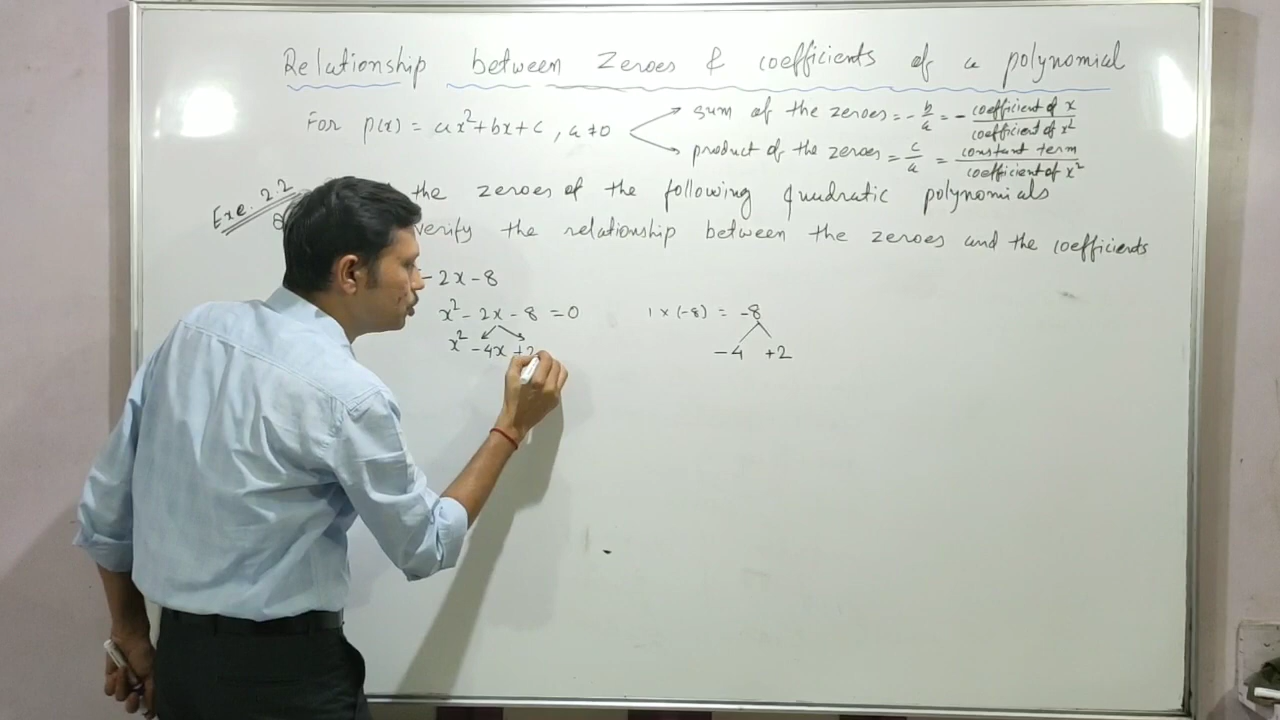 Relationship between Zeroes & coefficients of a polynomial
For p(x) = ax²+bx+c, a≠0
sum of the zeroes = -b/a = - coefficient of x / coefficient of x²
product of the zeroes = c/a = constant term / coefficient of x²
Exe. 2.2
the zeroes of the following quadratic polynomials
verify the relationship between the zeroes and the coefficients
-2x-8
x² - 2x - 8 = 0
1 x (-8) = -8
x² - 4x +2
-4 +2